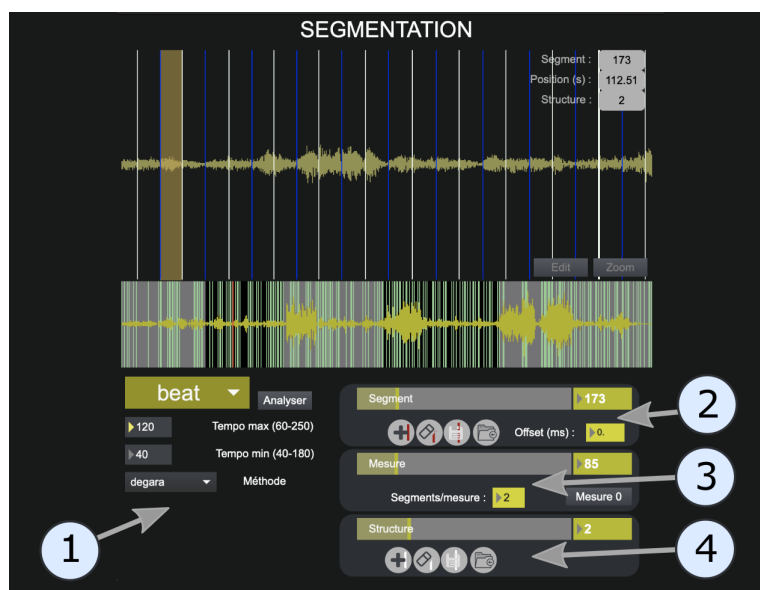 SEGMENTATION
Segment : 173
Position (s) : 112.51
Structure : 2
Edit Zoom
beat Analyser
120 Tempo max (60-250)
40 Tempo min (40-180)
degara Méthode
Segment 173
Offset (ms) : 0.
Mesure 85
Segments/mesure : 2 Mesure 0
Structure 2
1
2
3
4